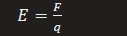 E = F/q